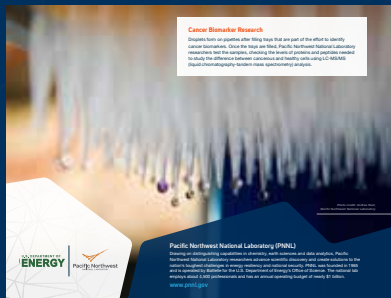 Cancer Biomarker Research
Droplets form on pipettes after filling trays that are part of the effort to identify
cancer biomarkers. Once the trays are filled, Pacific Northwest National Laboratory
researchers test the samples, checking the levels of proteins and peptides needed
to study the difference between cancerous and healthy cells using LC-MS/MS
(liquid chromatography-tandem mass spectrometry) analysis.
Pacific Northwest National Laboratory
Pacific Northwest National Laboratory (PNNL)
Drawing on distinguishing capabilities in chemistry, earth sciences and data analytics, Pacific
Northwest National Laboratory researchers advance scientific discovery and create solutions to the
nation's toughest challenges in energy resiliency and national security. PNNL was founded in 1965
and is operated by Battelle for the U.S. Department of Energy's Office of Science. The national lab
employs about 4,500 professionals and has an annual operating budget of nearly $1 billion.
www.pnnl.gov
U.S. DEPARTMENT OF
ENERGY
Pacific Northwest